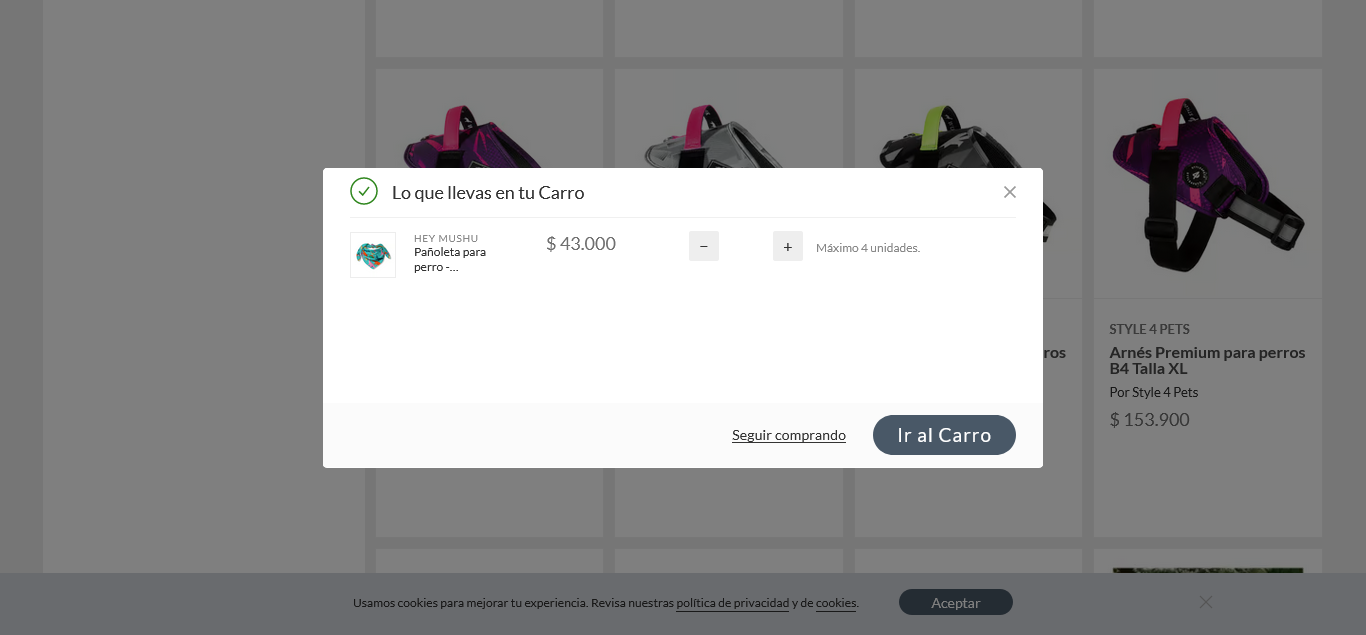 Lo que llevas en tu Carro
HEY MUSHU
Pañoleta para
perro -...
$ 43.000
−
+
Máximo 4 unidades.
ros
STYLE 4 PETS
Arnés Premium para perros
B4 Talla XL
Por Style 4 Pets
$ 153.900
Seguir comprando
Ir al Carro
Usamos cookies para mejorar tu experiencia. Revisa nuestras política de privacidad y de cookies.
Aceptar